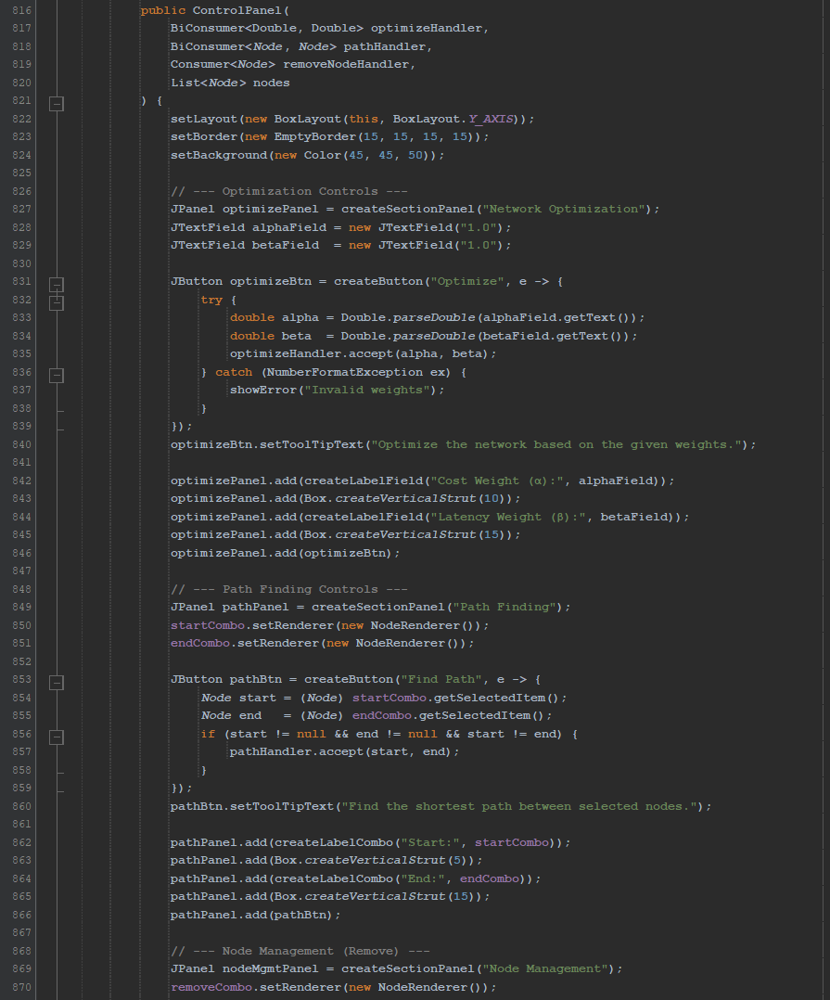 816 public ControlPanel(
817 BiConsumer<Double, Double> optimizeHandler,
818 BiConsumer<Node, Node> pathHandler,
819 Consumer<Node> removeNodeHandler,
820 List<Node> nodes
821 ) {
822 setLayout(new BoxLayout(this, BoxLayout.Y_AXIS));
823 setBorder(new EmptyBorder(15, 15, 15, 15));
824 setBackground(new Color(45, 45, 50));
825
826 // --- Optimization Controls ---
827 JPanel optimizePanel = createSectionPanel("Network Optimization");
828 JTextField alphaField = new JTextField("1.0");
829 JTextField betaField  = new JTextField("1.0");
830
831 JButton optimizeBtn = createButton("Optimize", e -> {
832 try {
833 double alpha = Double.parseDouble(alphaField.getText());
834 double beta  = Double.parseDouble(betaField.getText());
835 optimizeHandler.accept(alpha, beta);
836 } catch (NumberFormatException ex) {
837 showError("Invalid weights");
838 }
839 });
840 optimizeBtn.setToolTipText("Optimize the network based on the given weights.");
841
842 optimizePanel.add(createLabelField("Cost Weight (α):", alphaField));
843 optimizePanel.add(Box.createVerticalStrut(10));
844 optimizePanel.add(createLabelField("Latency Weight (β):", betaField));
845 optimizePanel.add(Box.createVerticalStrut(15));
846 optimizePanel.add(optimizeBtn);
847
848 // --- Path Finding Controls ---
849 JPanel pathPanel = createSectionPanel("Path Finding");
850 startCombo.setRenderer(new NodeRenderer());
851 endCombo.setRenderer(new NodeRenderer());
852
853 JButton pathBtn = createButton("Find Path", e -> {
854 Node start = (Node) startCombo.getSelectedItem();
855 Node end   = (Node) endCombo.getSelectedItem();
856 if (start != null && end != null && start != end) {
857 pathHandler.accept(start, end);
858 }
859 });
860 pathBtn.setToolTipText("Find the shortest path between selected nodes.");
861
862 pathPanel.add(createLabelCombo("Start:", startCombo));
863 pathPanel.add(Box.createVerticalStrut(5));
864 pathPanel.add(createLabelCombo("End:", endCombo));
865 pathPanel.add(Box.createVerticalStrut(15));
866 pathPanel.add(pathBtn);
867
868 // --- Node Management (Remove) ---
869 JPanel nodeMgmtPanel = createSectionPanel("Node Management");
870 removeCombo.setRenderer(new NodeRenderer());